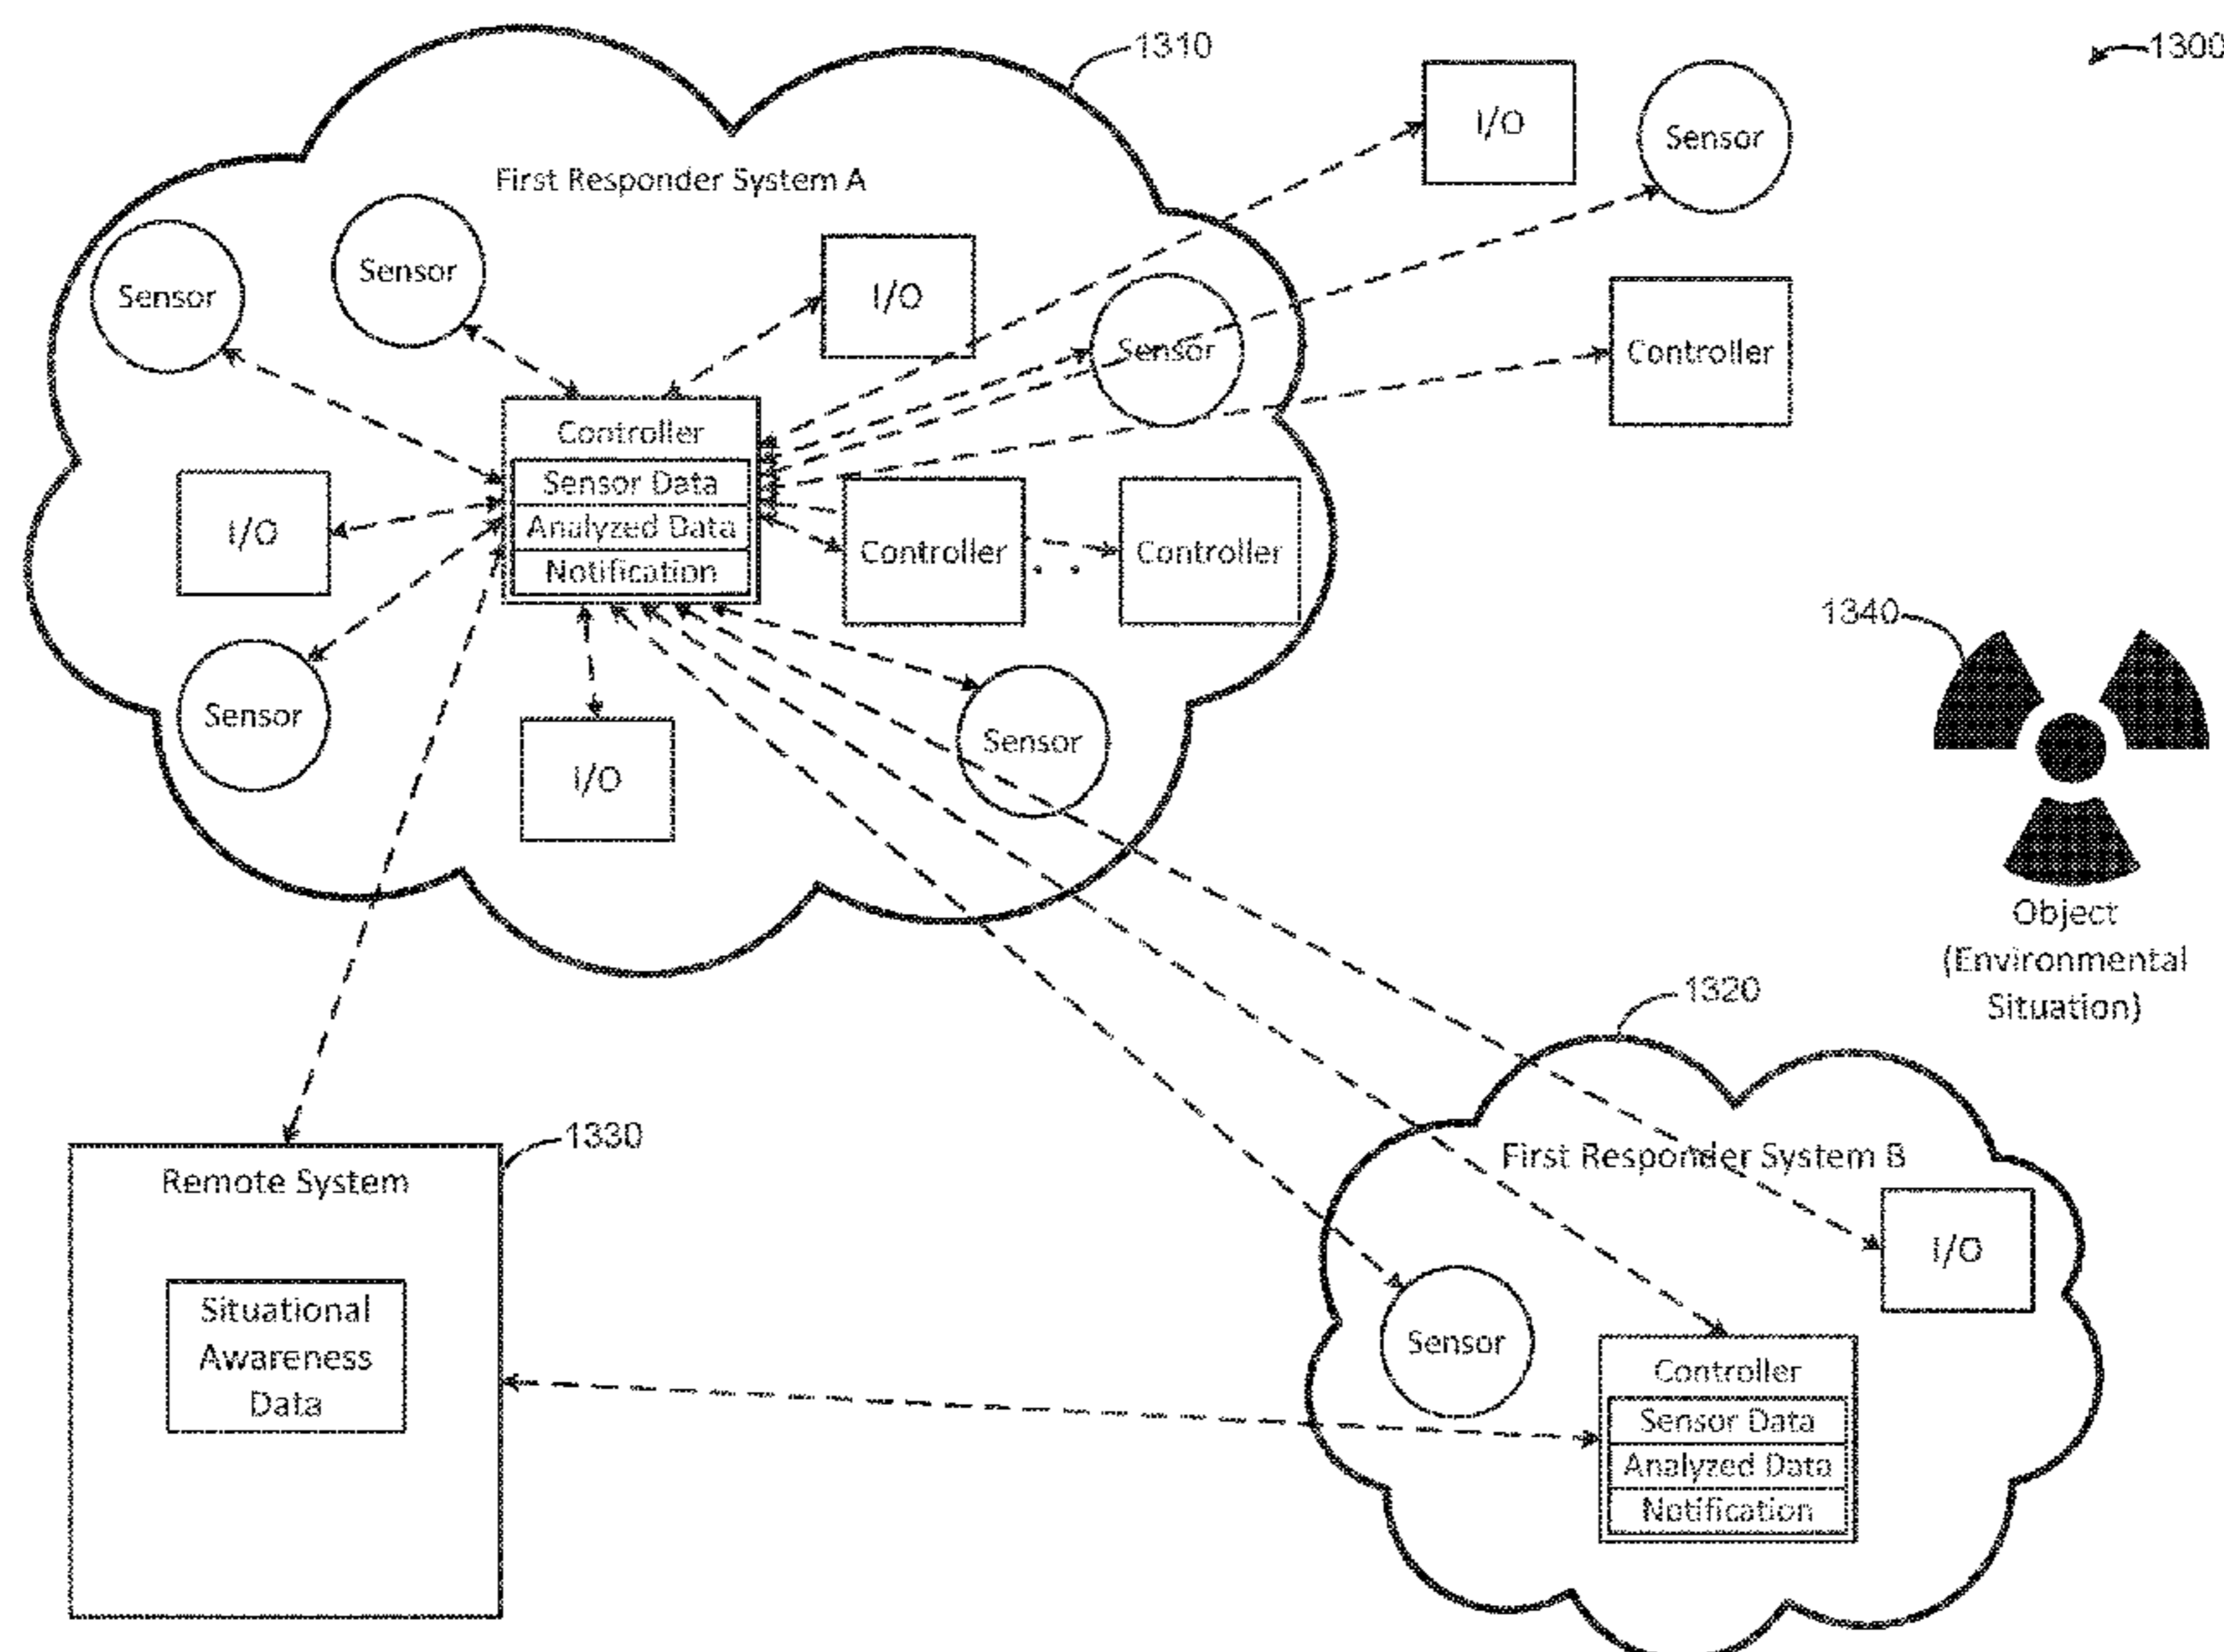 1310
1300
I/O
Sensor
First Responder System A
Sensor
Sensor
I/O
Sensor
Controller
Controller
Sensor Data
Analyzed Data
Notification
I/O
Controller
Controller
1340
Sensor
I/O
Sensor
Object
(Environmental
Situation)
1320
1330
Remote System
First Responder System B
I/O
Situational
Awareness
Data
Sensor
Controller
Sensor Data
Analyzed Data
Notification